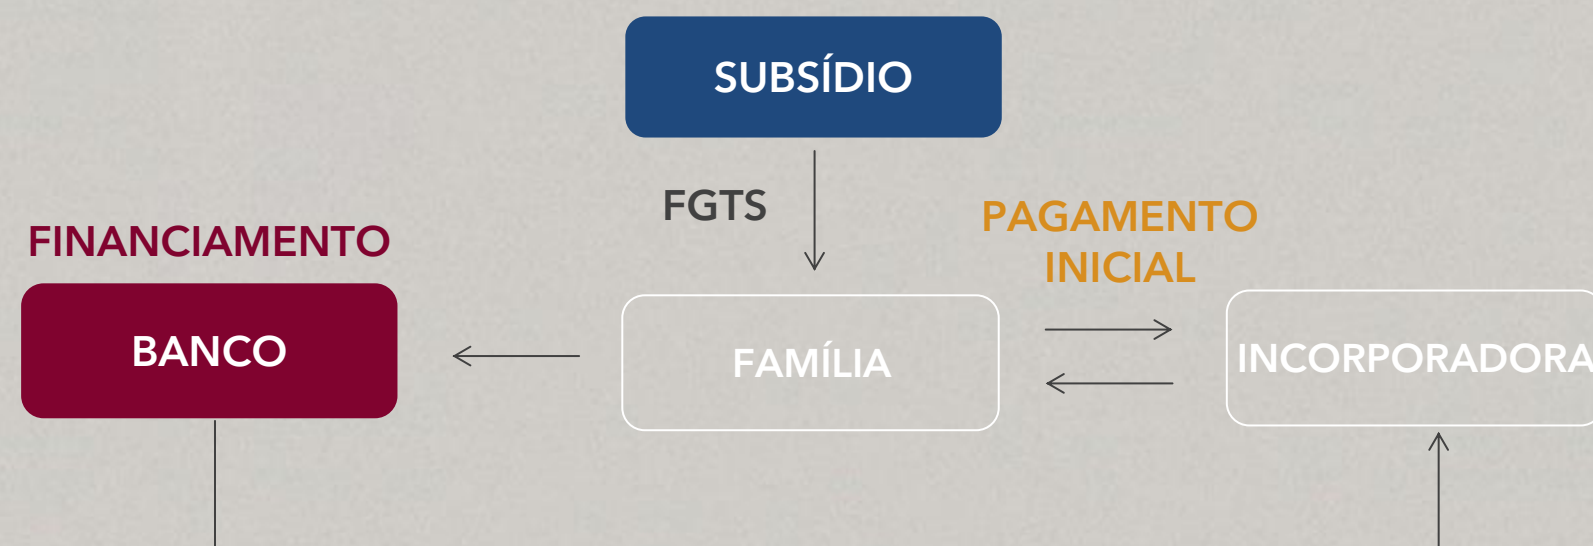 SUBSÍDIO
FGTS
PAGAMENTO
INICIAL
FINANCIAMENTO
BANCO
FAMÍLIA
INCORPORADORA